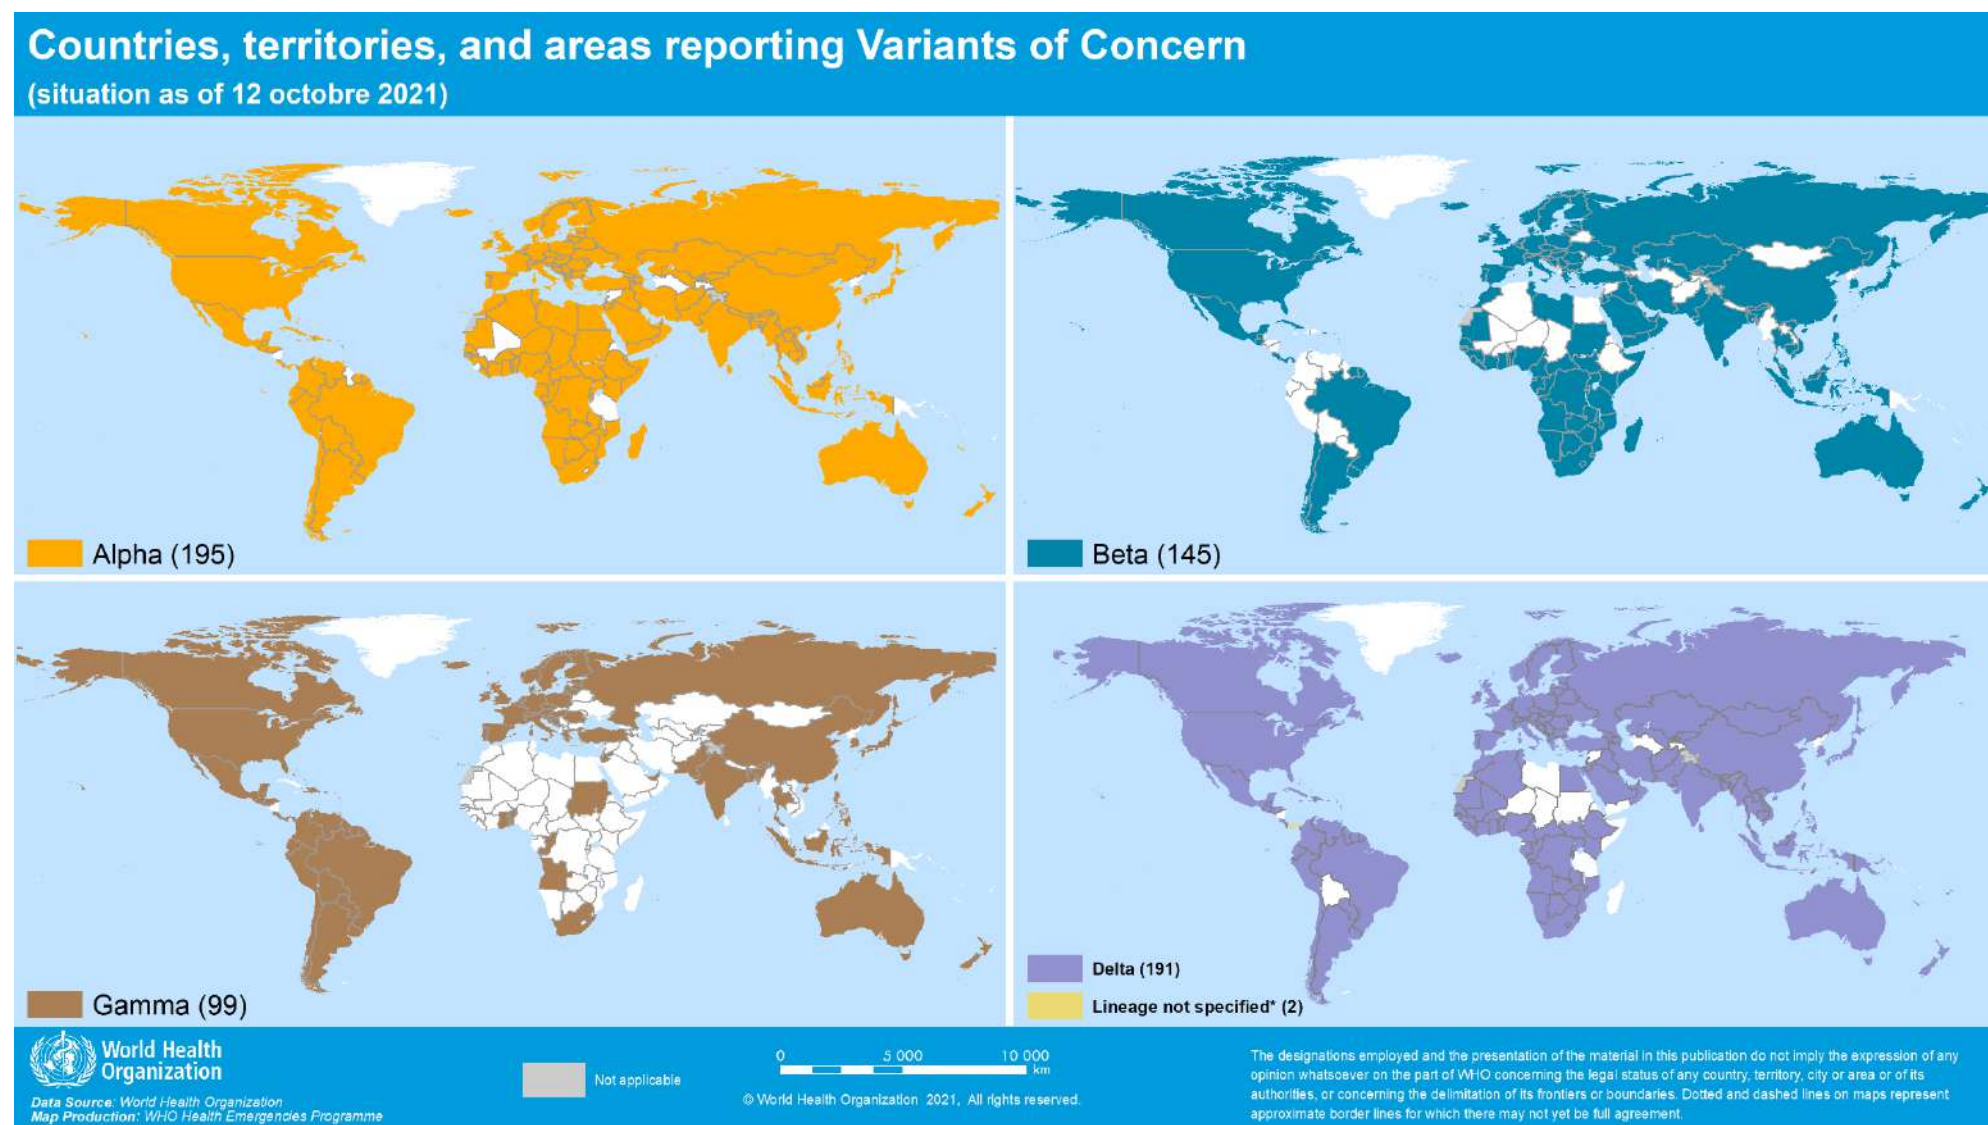 Countries, territories, and areas reporting Variants of Concern
(situation as of 12 octobre 2021)
Alpha (195)
Beta (145)
Gamma (99)
Delta (191)
Lineage not specified* (2)
World Health
Organization
Data Source: World Health Organization
Map Production: WHO Health Emergencies Programme
Not applicable
0 5 000 10 000
km
© World Health Organization 2021, All rights reserved.
The designations employed and the presentation of the material in this publication do not imply the expression of any
opinion whatsoever on the part of WHO concerning the legal status of any country, territory, city or area or of its
authorities, or concerning the delimitation of its frontiers or boundaries. Dotted and dashed lines on maps represent
approximate border lines for which there may not yet be full agreement.